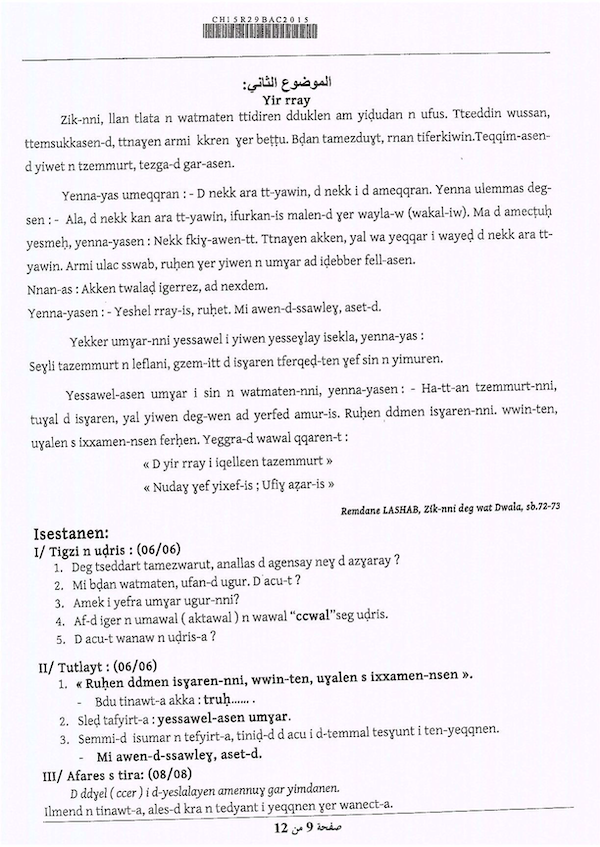 CH15R29BAC2015
الموضوع الثاني:
Yir rray
Zik-nni, llan tlata n watmaten ttidiren dduklen am yiḍudan n ufus. Tteɛddin wussan,
ttemsukkasen-d, ttnaɣen armi kkren ɣer beṭṭu. Bḍan tamezduɣt, rnan tiferkiwin.Teqqim-asen-
d yiwet n tzemmurt, tezga-d gar-asen.
Yenna-yas umeqqran : - D nekk ara tt-yawin, d nekk i d ameqqran. Yenna ulemmas deg-
sen : - Ala, d nekk kan ara tt-yawin, ifurkan-is malen-d ɣer wayla-w (wakal-iw). Ma d amecṭuḥ
yesmeḥ, yenna-yasen : Nekk fkiɣ-awen-tt. Ttnaɣen akken, yal wa yeqqar i wayeḍ d nekk ara tt-
yawin. Armi ulac sswab, ruḥen ɣer yiwen n umɣar ad iḍebber fell-asen.
Nnan-as : Akken twalaḍ igerrez, ad nexdem.
Yenna-yasen : - Yeshel rray-is, ruḥet. Mi awen-d-ssawleɣ, aset-d.
Yekker umɣar-nni yessawel i yiwen yesseɣlay isekla, yenna-yas :
Seɣli tazemmurt n leflani, gzem-itt d isɣaren tferqeḍ-ten ɣef sin n yimuren.
Yessawel-asen umɣar i sin n watmaten-nni, yenna-yasen : - Ha-tt-an tzemmurt-nni,
tuɣal d isɣaren, yal yiwen deg-wen ad yerfed amur-is. Ruḥen ddmen isɣaren-nni. wwin-ten,
uɣalen s ixxamen-nsen ferḥen. Yeggra-d wawal qqaren-t :
« D yir rray i iqellɛen tazemmurt »
« Nudaɣ ɣef yixef-is ; Ufiɣ aẓar-is »
Remdane LASHAB, Zik-nni deg wat Dwala, sb.72-73
Isestanen:
I/ Tigzi n uḍris : (06/06)
1. Deg tseddart tamezwarut, anallas d agensay neɣ d azɣaray ?
2. Mi bḍan watmaten, ufan-d ugur. D acu-t ?
3. Amek i yefra umɣar ugur-nni?
4. Af-d iger n umawal ( aktawal ) n wawal "ccwal"seg uḍris.
5. D acu-t wanaw n uḍris-a ?
II/ Tutlayt : (06/06)
1. « Ruḥen ddmen isɣaren-nni, wwin-ten, uɣalen s ixxamen-nsen ».
- Bdu tinawt-a akka : truḥ...... .
2. Sleḍ tafyirt-a : yessawel-asen umɣar.
3. Semmi-d isumar n tefyirt-a, tiniḍ-d d acu i d-temmal tesɣunt i ten-yeqqnen.
- Mi awen-d-ssawleɣ, aset-d.
III/ Afares s tira: (08/08)
D ddɣel ( ccer ) i d-yeslalayen amennuɣ gar yimdanen.
Ilmend n tinawt-a, ales-d kra n tedyant i yeqqnen ɣer wanect-a.
صفحة 9 من 12